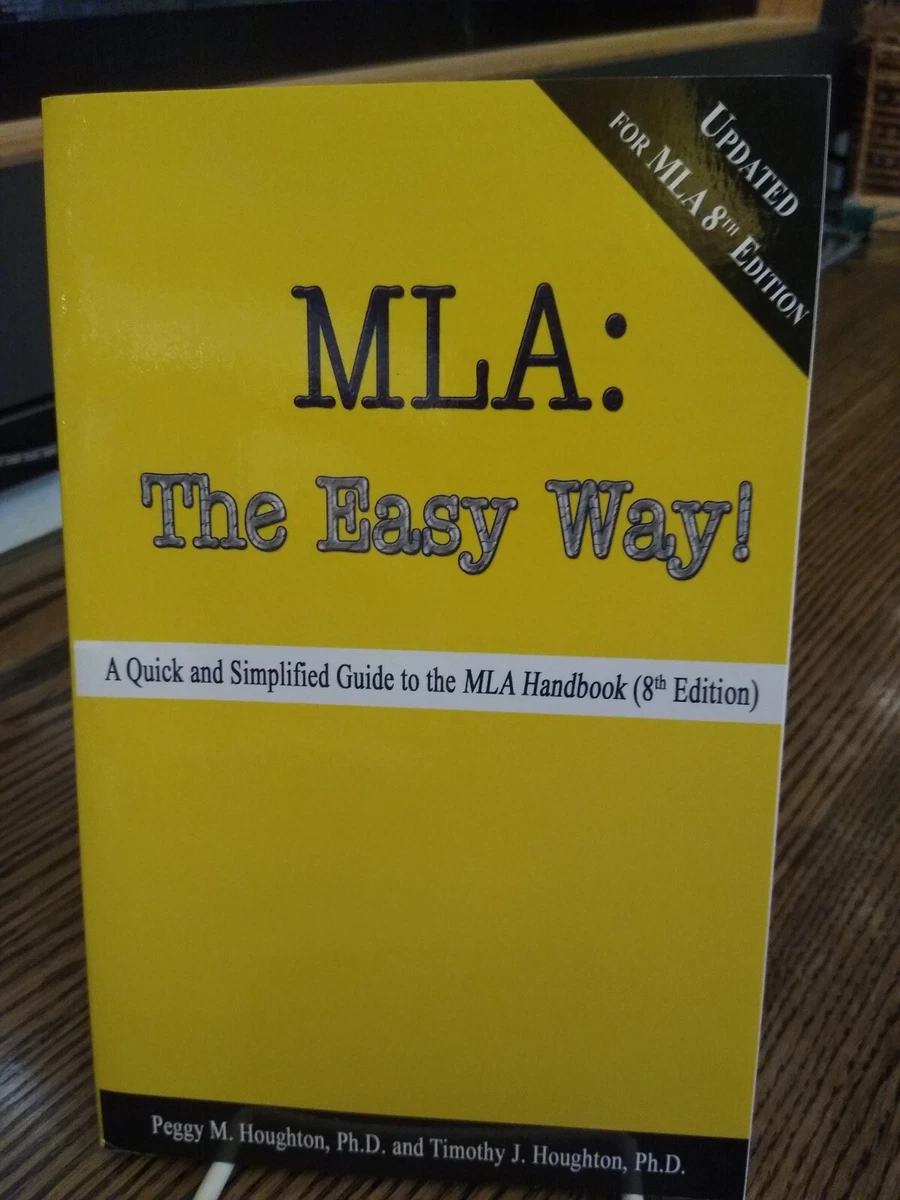 UPDATED
FOR MLA 8TH EDITION
MLA:
The Easy Way!
A Quick and Simplified Guide to the MLA Handbook (8th Edition)
Peggy M. Houghton, Ph.D. and Timothy J. Houghton, Ph.D.